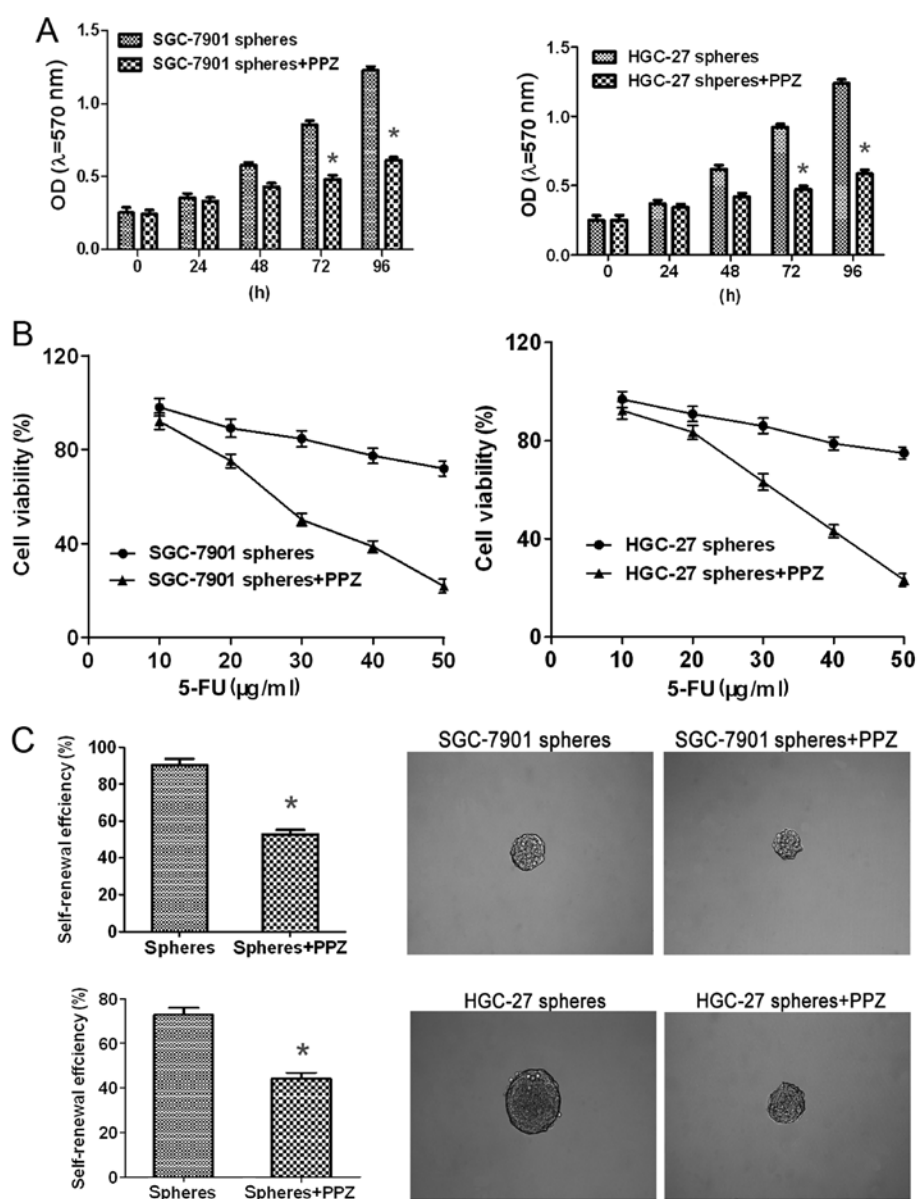 A
SGC-7901 spheres
SGC-7901 spheres+PPZ
OD (λ=570 nm)
1.5
1.0
0.5
0.0
*
*
0 24 48 72 96
(h)
HGC-27 spheres
HGC-27 shperes+PPZ
OD (λ=570 nm)
1.5
1.0
0.5
0.0
*
*
0 24 48 72 96
(h)
B
Cell viability (%)
120
80
40
0
SGC-7901 spheres
SGC-7901 spheres+PPZ
0 10 20 30 40 50
5-FU (μg/ml)
Cell viability (%)
120
80
40
0
HGC-27 spheres
HGC-27 spheres+PPZ
0 10 20 30 40 50
5-FU (μg/ml)
C
Self-renewal effciency (%)
100
80
60
40
20
0
*
Spheres Spheres+PPZ
SGC-7901 spheres
SGC-7901 spheres+PPZ
Self-renewal effciency (%)
80
60
40
20
0
*
Spheres Spheres+PPZ
HGC-27 spheres
HGC-27 spheres+PPZ